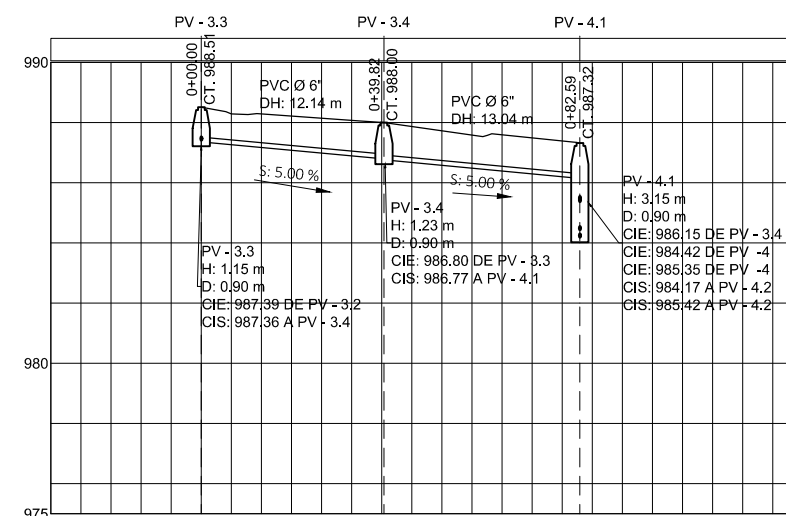 PV - 3.3
PV - 3.4
PV - 4.1
990
0+00.00
CT. 988.51
0+39.82
CT. 988.00
0+82.59
CT. 987.32
PVC Ø 6"
DH: 12.14 m
PVC Ø 6"
DH: 13.04 m
S: 5.00 %
S: 5.00 %
PV - 3.3
H: 1.15 m
D: 0.90 m
CIE: 987.39 DE PV - 3.2
CIS: 987.36 A PV - 3.4
PV - 3.4
H: 1.23 m
D: 0.90 m
CIE: 986.80 DE PV - 3.3
CIS: 986.77 A PV - 4.1
PV - 4.1
H: 3.15 m
D: 0.90 m
CIE: 986.15 DE PV - 3.4
CIE: 984.42 DE PV -4
CIE: 985.35 DE PV -4
CIS: 984.17 A PV - 4.2
CIS: 985.42 A PV - 4.2
980
975